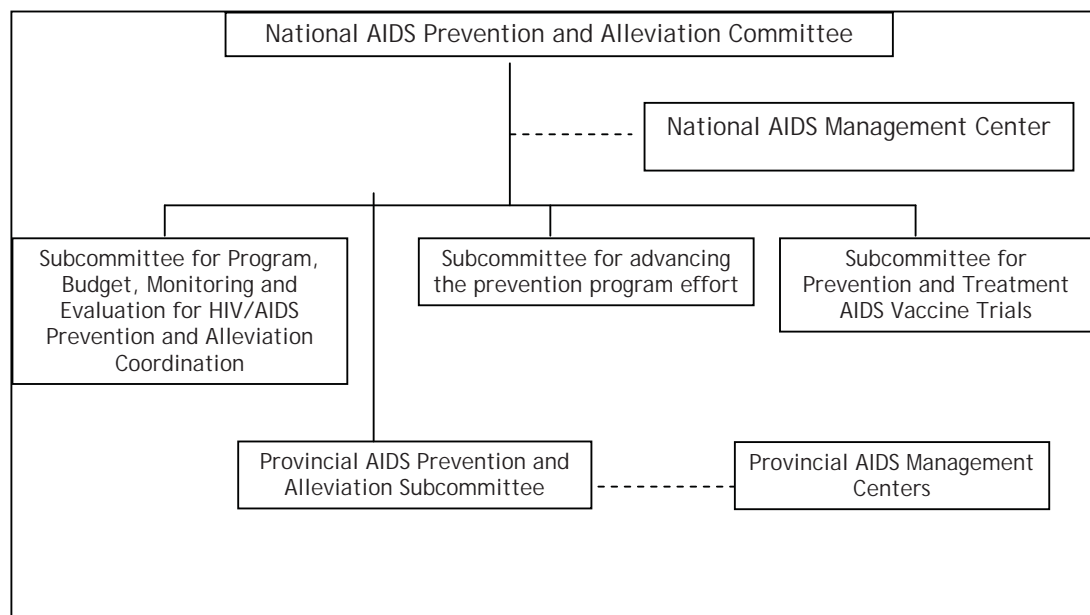 National AIDS Prevention and Alleviation Committee
National AIDS Management Center
Subcommittee for Program,
Budget, Monitoring and
Evaluation for HIV/AIDS
Prevention and Alleviation
Coordination
Subcommittee for advancing
the prevention program effort
Subcommittee for
Prevention and Treatment
AIDS Vaccine Trials
Provincial AIDS Prevention and
Alleviation Subcommittee
Provincial AIDS Management
Centers